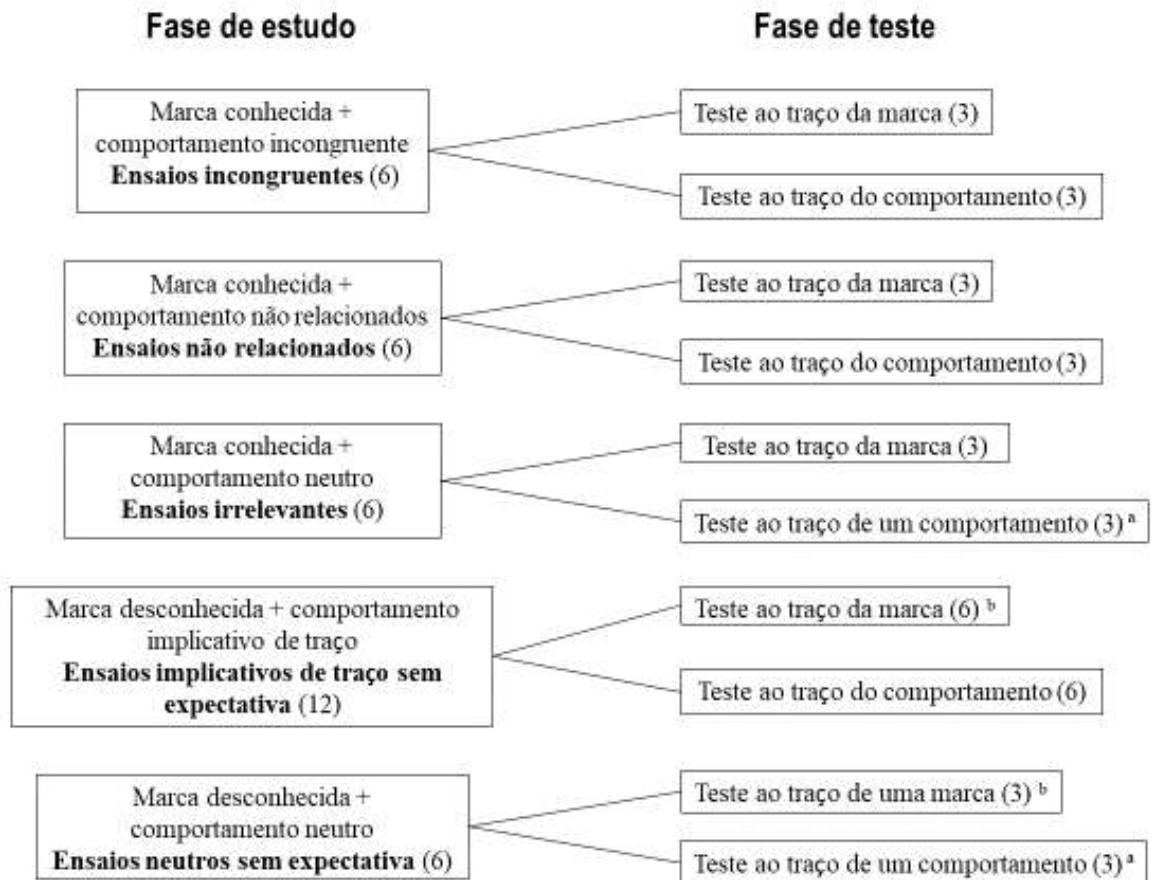 Fase de estudo
Fase de teste
Marca conhecida +
comportamento incongruente
Ensaios incongruentes (6)
Teste ao traço da marca (3)
Teste ao traço do comportamento (3)
Marca conhecida +
comportamento não relacionados
Ensaios não relacionados (6)
Teste ao traço da marca (3)
Teste ao traço do comportamento (3)
Marca conhecida +
comportamento neutro
Ensaios irrelevantes (6)
Teste ao traço da marca (3)
Teste ao traço de um comportamento (3) ª
Marca desconhecida + comportamento
implicativo de traço
Ensaios implicativos de traço sem
expectativa (12)
Teste ao traço da marca (6) ᵇ
Teste ao traço do comportamento (6)
Marca desconhecida +
comportamento neutro
Ensaios neutros sem expectativa (6)
Teste ao traço de uma marca (3) ᵇ
Teste ao traço de um comportamento (3) ª